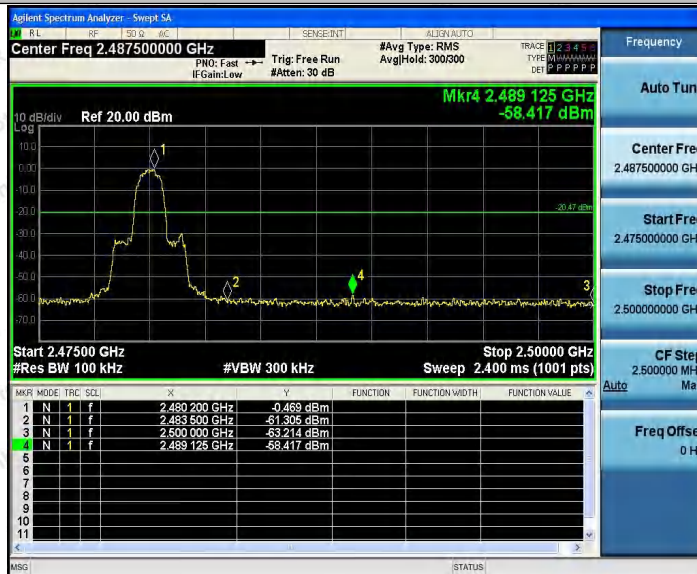 Agilent Spectrum Analyzer - Swept SA
RL RF 50 Ω AC SENSE:INT ALIGN AUTO
Center Freq 2.487500000 GHz
PNO: Fast
IFGain:Low
Trig: Free Run
#Atten: 30 dB
#Avg Type: RMS
Avg|Hold: 300/300
TRACE 1 2 3 4 5 6
TYPE M
DET P P P P P P
Mkr4 2.489 125 GHz
-58.417 dBm
10 dB/div Ref 20.00 dBm
Log
10.0
0.00
-10.0
-20.0
-30.0
-40.0
-50.0
-60.0
-70.0
1
2
3
4
-20.47 dBm
Start 2.47500 GHz Stop 2.50000 GHz
#Res BW 100 kHz #VBW 300 kHz Sweep 2.400 ms (1001 pts)
MKR MODE TRC SCL X Y FUNCTION FUNCTION WIDTH FUNCTION VALUE
1 N 1 f 2.480 200 GHz -0.469 dBm
2 N 1 f 2.483 500 GHz -61.305 dBm
3 N 1 f 2.500 000 GHz -63.214 dBm
4 N 1 f 2.489 125 GHz -58.417 dBm
5
6
7
8
9
10
11
MSG STATUS
Frequency
Auto Tun
Center Fre
2.487500000 GH
Start Fre
2.475000000 GH
Stop Fre
2.500000000 GH
CF Ste
2.500000 MH
Auto Ma
Freq Offse
0 H